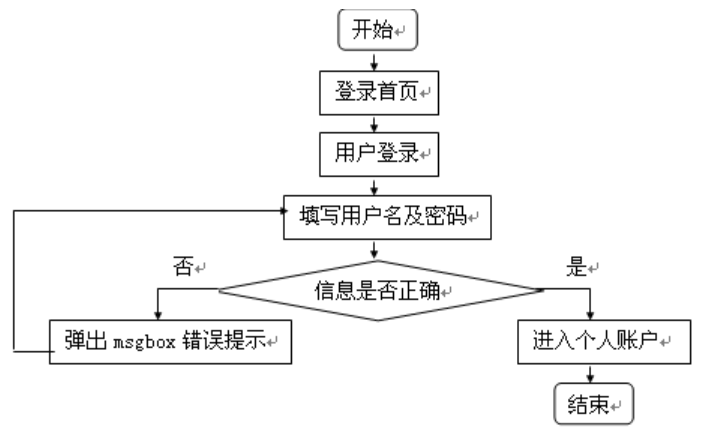 开始
登录首页
用户登录
填写用户名及密码
否
是
信息是否正确
弹出 msgbox 错误提示
进入个人账户
结束